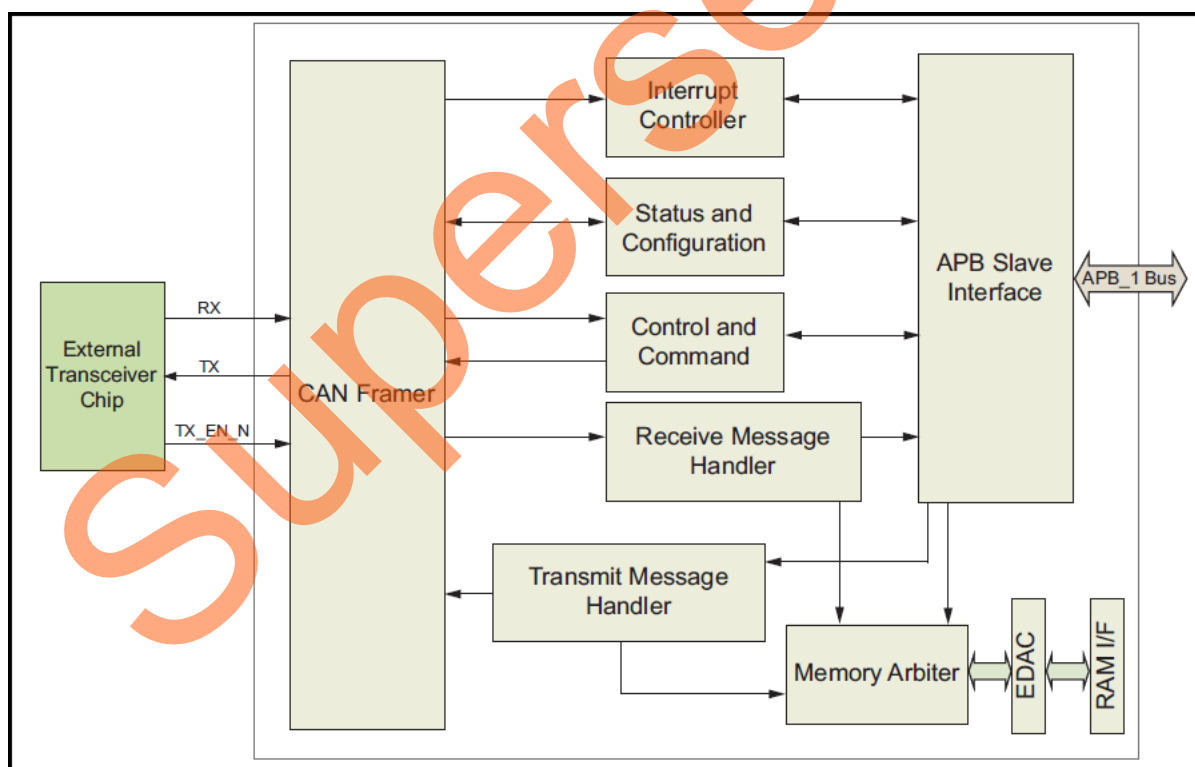 Interrupt
Controller
Status and
Configuration
APB Slave
Interface
APB_1 Bus
RX
External
Transceiver
Chip
TX
TX_EN_N
CAN Framer
Control and
Command
Receive Message
Handler
Transmit Message
Handler
Memory Arbiter
EDAC
RAM I/F
Superse